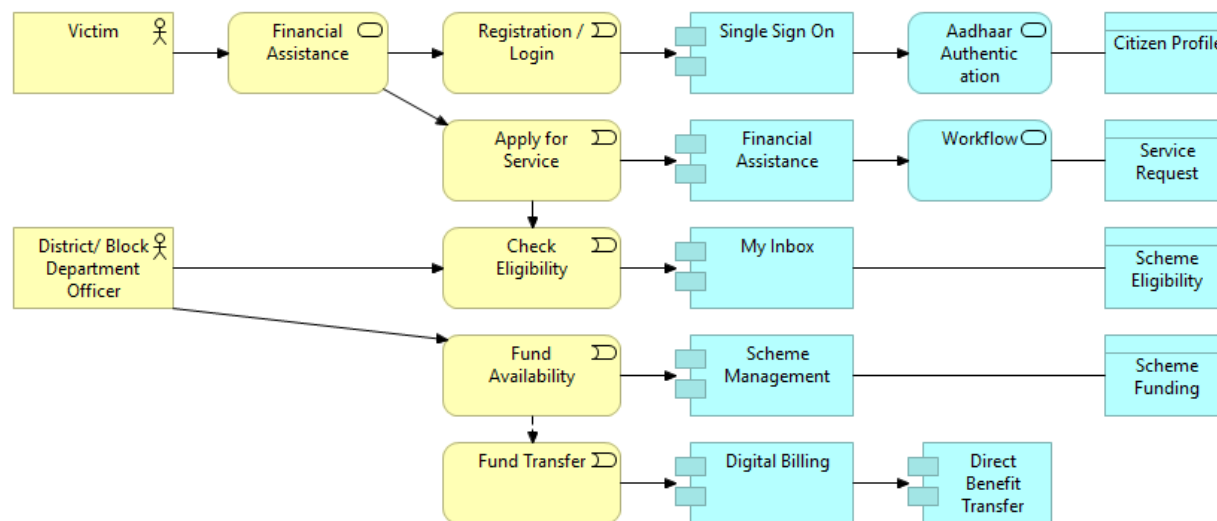 Victim
Financial
Assistance
Registration /
Login
Single Sign On
Aadhaar
Authentic
ation
Citizen Profile
Apply for
Service
Financial
Assistance
Workflow
Service
Request
District/ Block
Department
Officer
Check
Eligibility
My Inbox
Scheme
Eligibility
Fund
Availability
Scheme
Management
Scheme
Funding
Fund Transfer
Digital Billing
Direct
Benefit
Transfer